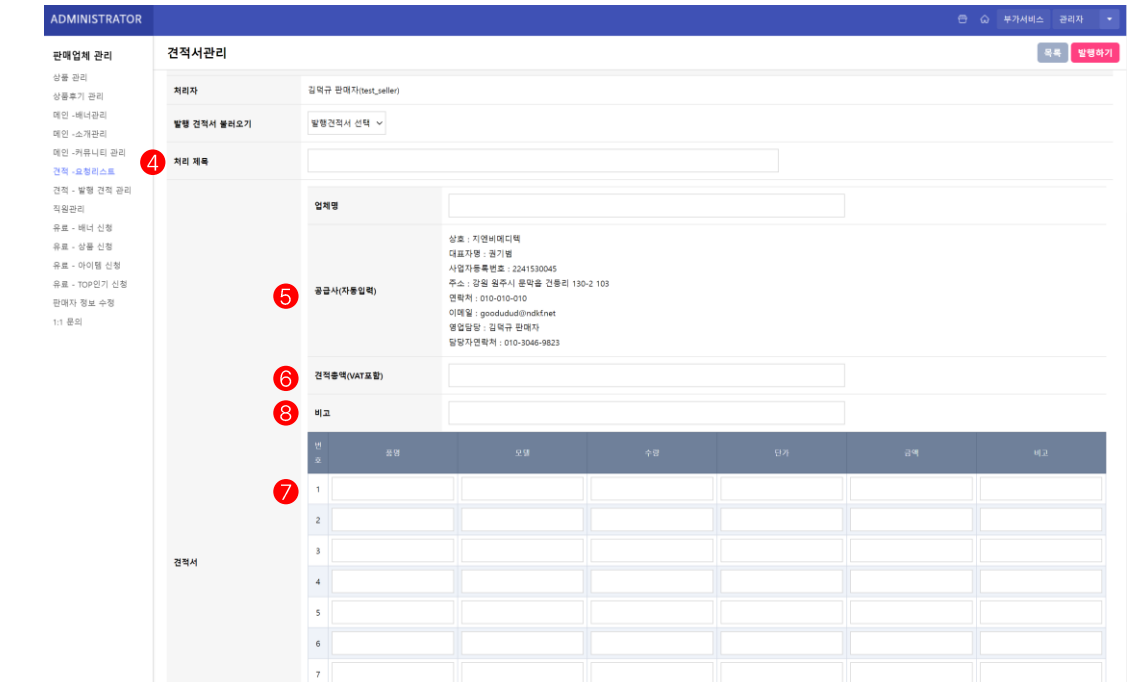 ADMINISTRATOR
부가서비스 관리자
판매업체 관리
상품 관리
상품후기 관리
메인 -배너관리
메인 -소개관리
메인 -커뮤니티 관리
견적 -요청리스트
견적 - 발행 견적 관리
직원관리
유료 - 배너 신청
유료 - 상품 신청
유료 - 아이템 신청
유료 - TOP인기 신청
판매자 정보 수정
1:1 문의
견적서관리
목록 발행하기
처리자 김덕규 판매자(test_seller)
발행 견적서 불러오기 발행견적서 선택
4 처리 제목
견적서
업체명
5 공급사(자동입력)
상호 : 지엔비메디텍
대표자명 : 권기범
사업자등록번호 : 2241530045
주소 : 강원 원주시 문막읍 건등리 130-2 103
연락처 : 010-010-010
이메일 : goodudud@ndkf.net
영업담당 : 김덕규 판매자
담당자연락처 : 010-3046-9823
6 견적총액(VAT포함)
8 비고
번호 품명 모델 수량 단가 금액 비고
7 1
2
3
4
5
6
7